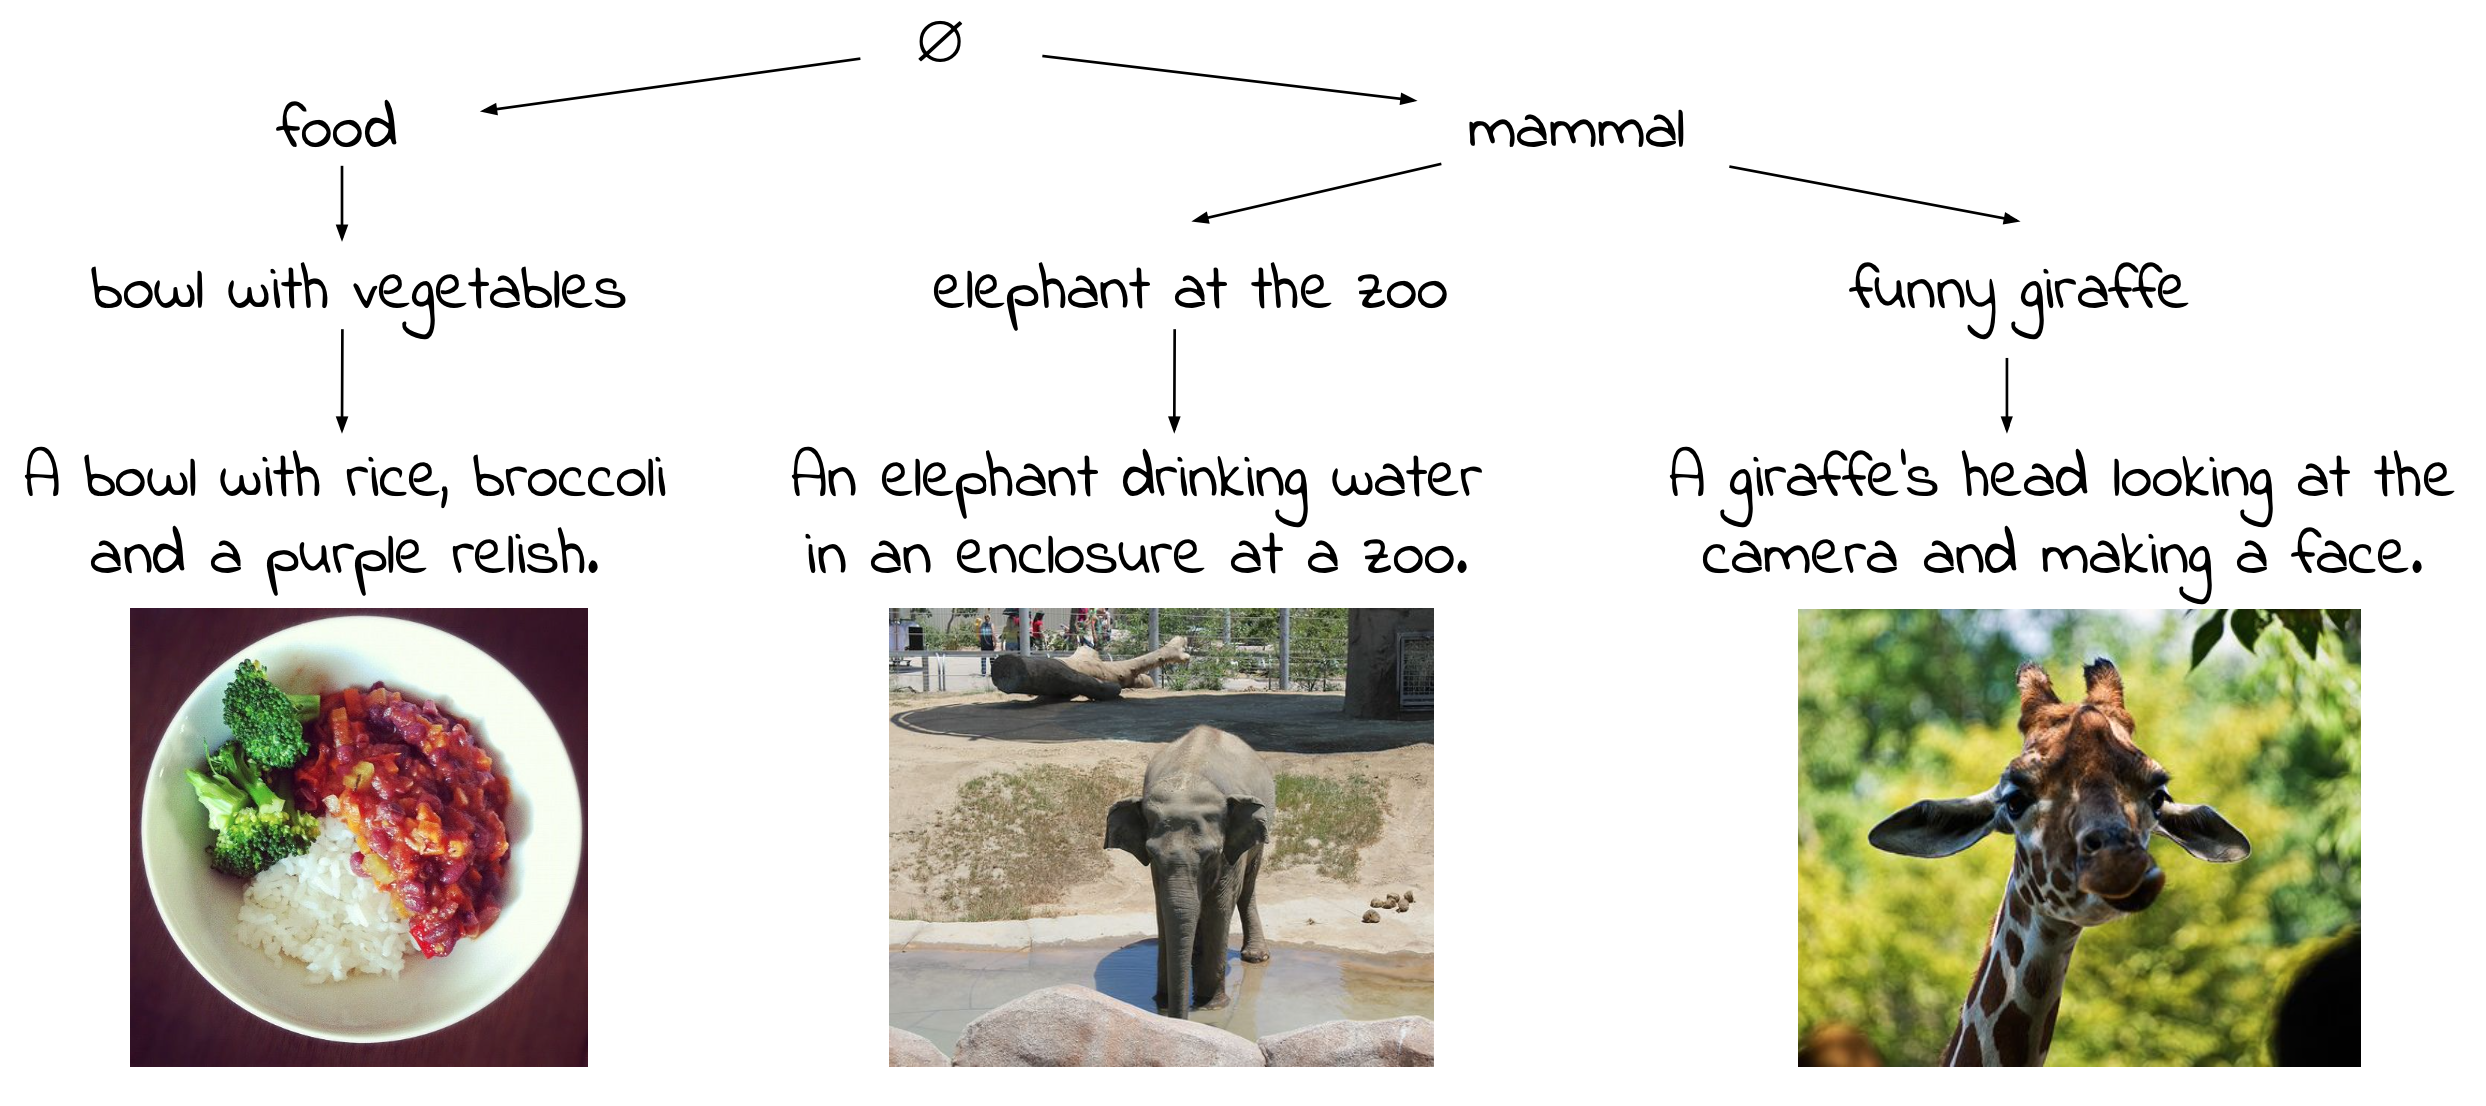 ∅
food
mammal
bowl with vegetables
elephant at the zoo
funny giraffe
A bowl with rice, broccoli
and a purple relish.
An elephant drinking water
in an enclosure at a zoo.
A giraffe's head looking at the
camera and making a face.